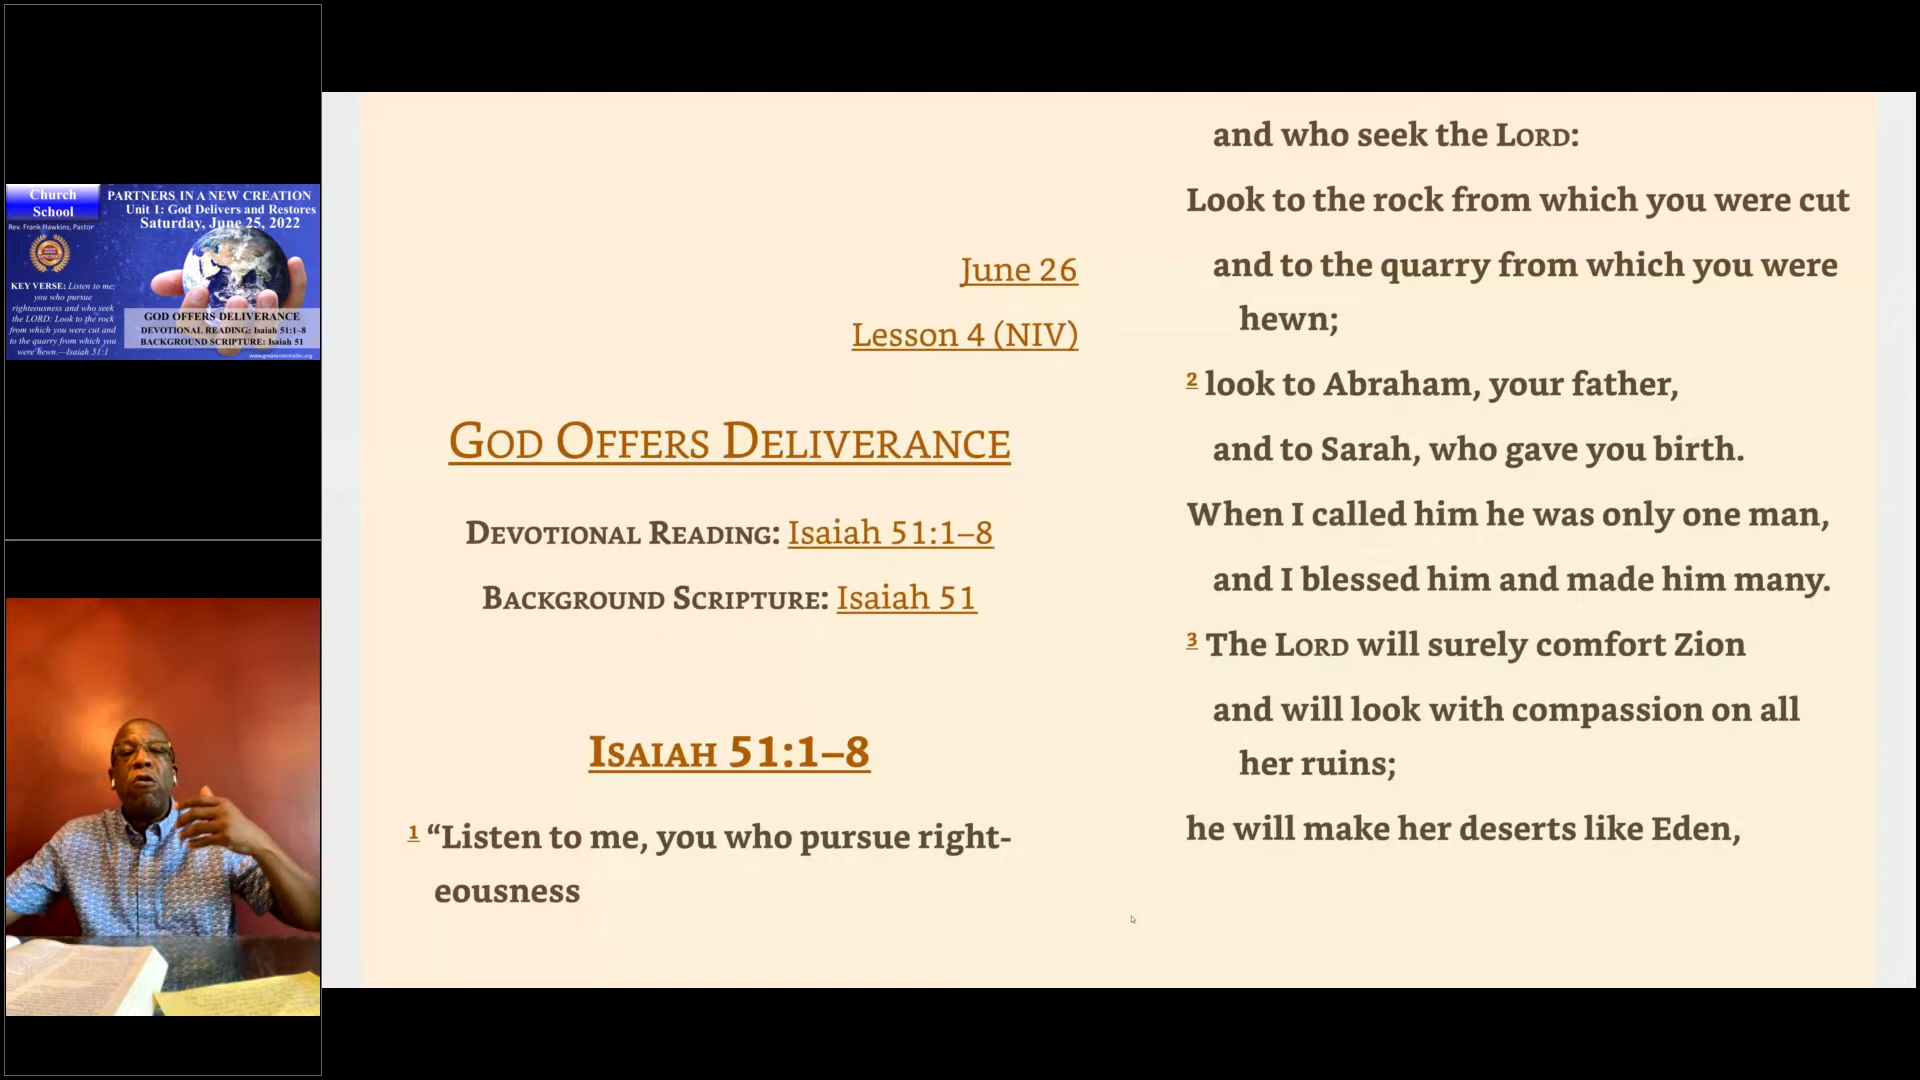 Church
School
Rev. Frank Hawkins, Pastor
PARTNERS IN A NEW CREATION
Unit 1: God Delivers and Restores
Saturday, June 25, 2022
KEY VERSE: Listen to me,
you who pursue
righteousness and who seek
the LORD: Look to the rock
from which you were cut and
to the quarry from which you
were hewn.—Isaiah 51:1
GOD OFFERS DELIVERANCE
DEVOTIONAL READING: Isaiah 51:1–8
BACKGROUND SCRIPTURE: Isaiah 51
June 26
Lesson 4 (NIV)
GOD OFFERS DELIVERANCE
DEVOTIONAL READING: Isaiah 51:1–8
BACKGROUND SCRIPTURE: Isaiah 51
ISAIAH 51:1–8
1 “Listen to me, you who pursue right-
eousness
and who seek the LORD:
Look to the rock from which you were cut
and to the quarry from which you were
hewn;
2 look to Abraham, your father,
and to Sarah, who gave you birth.
When I called him he was only one man,
and I blessed him and made him many.
3 The LORD will surely comfort Zion
and will look with compassion on all
her ruins;
he will make her deserts like Eden,